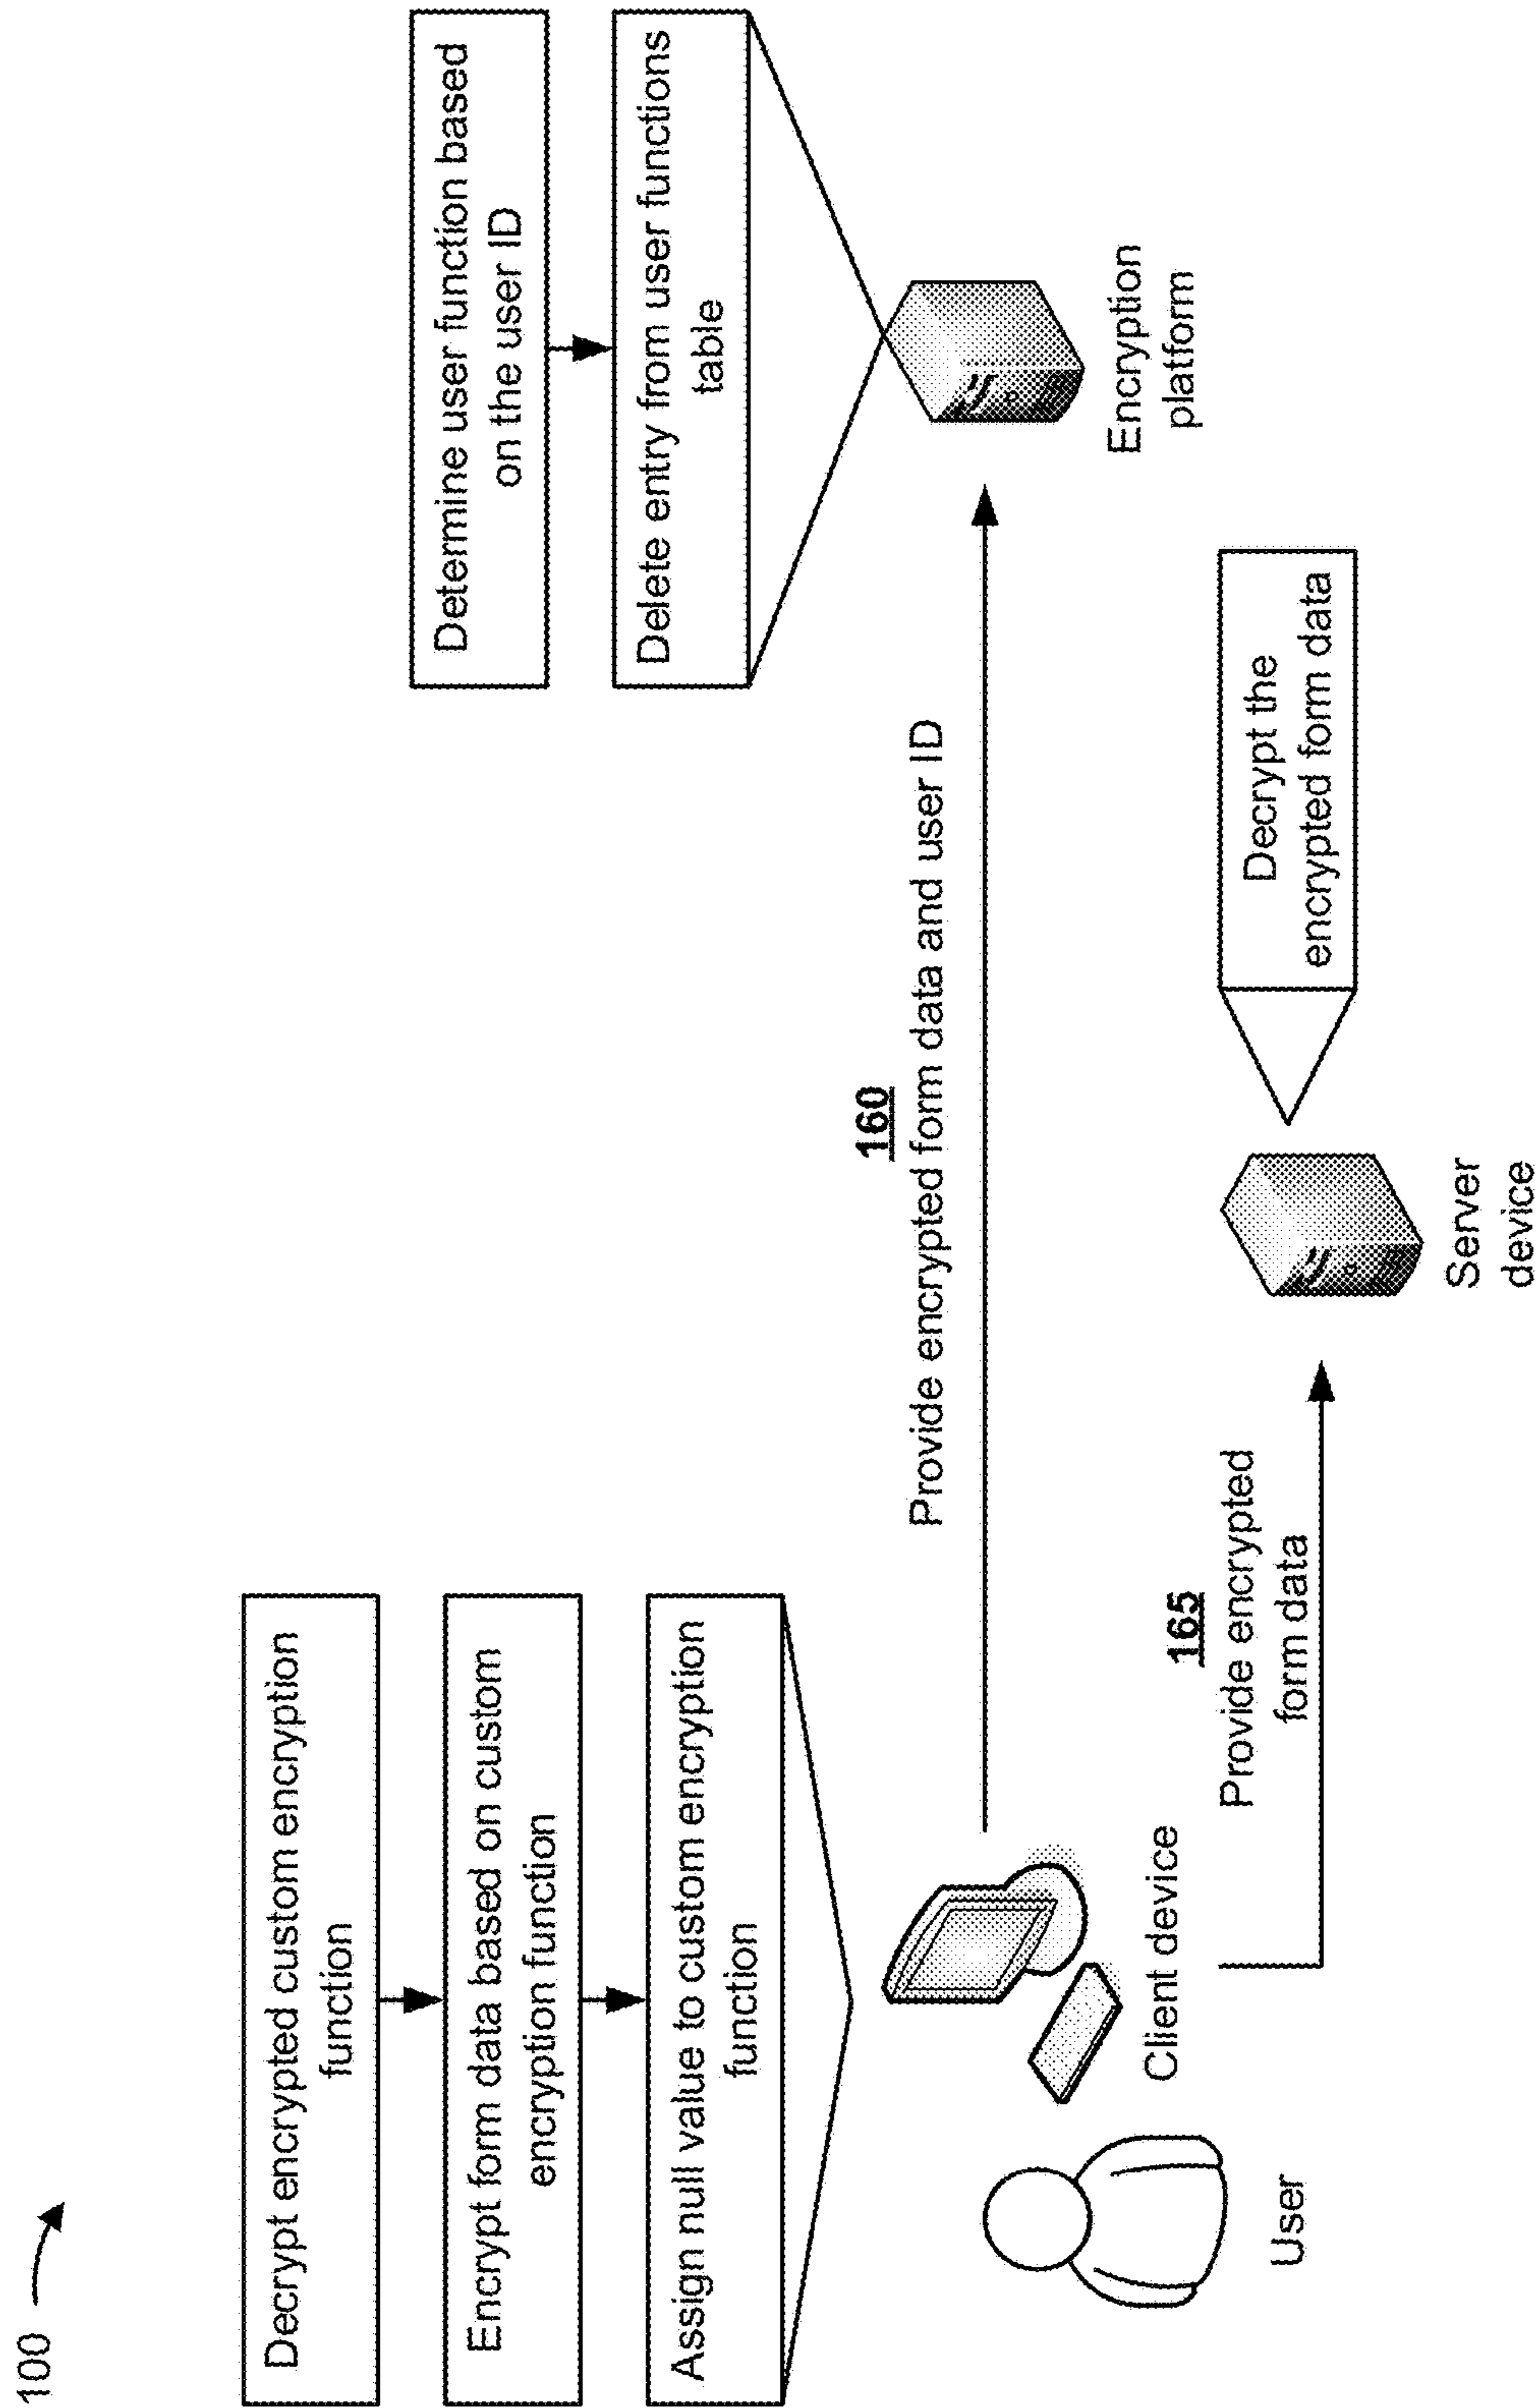 100
Decrypt encrypted custom encryption
function
Encrypt form data based on custom
encryption function
Assign null value to custom encryption
function
Determine user function based
on the user ID
Delete entry from user functions
table
160
Provide encrypted form data and user ID
Encryption
platform
User
Client device
165
Provide encrypted
form data
Server
device
Decrypt the
encrypted form data